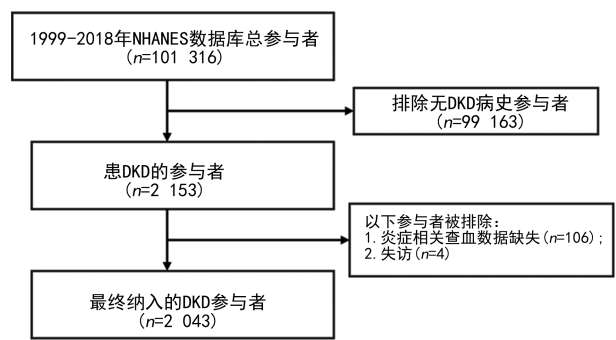 1999-2018年NHANES数据库总参与者
(n=101 316)
排除无DKD病史参与者
(n=99 163)
患DKD的参与者
(n=2 153)
以下参与者被排除：
1.炎症相关查血数据缺失(n=106)；
2.失访(n=4)
最终纳入的DKD参与者
(n=2 043)